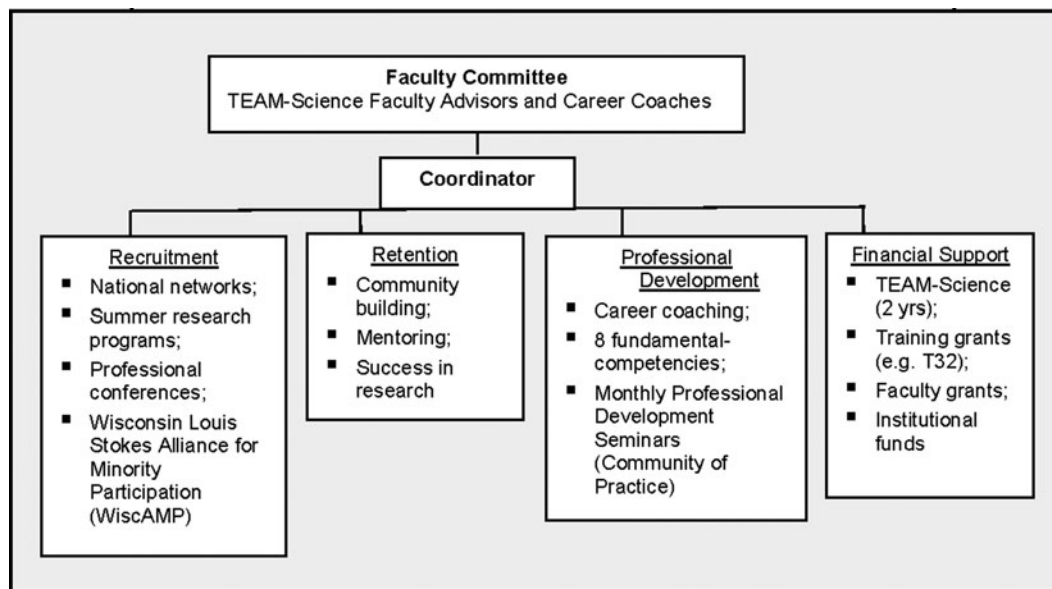 Faculty Committee
TEAM-Science Faculty Advisors and Career Coaches
Coordinator
Recruitment
▪ National networks;
▪ Summer research
programs;
▪ Professional
conferences;
▪ Wisconsin Louis
Stokes Alliance for
Minority
Participation
(WiscAMP)
Retention
▪ Community
building;
▪ Mentoring;
▪ Success in
research
Professional
Development
▪ Career coaching;
▪ 8 fundamental-
competencies;
▪ Monthly Professional
Development
Seminars
(Community of
Practice)
Financial Support
▪ TEAM-Science
(2 yrs);
▪ Training grants
(e.g. T32);
▪ Faculty grants;
▪ Institutional
funds